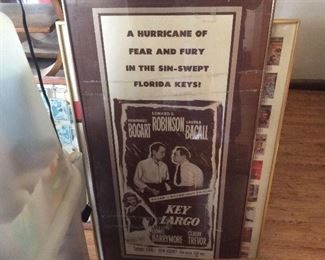 A HURRICANE OF
FEAR AND FURY
IN THE SIN-SWEPT
FLORIDA KEYS!
HUMPHREY EDWARD G. LAUREN
BOGART ROBINSON BACALL
KEY
LARGO
LIONEL CLAIRE
BARRYMORE TREVOR